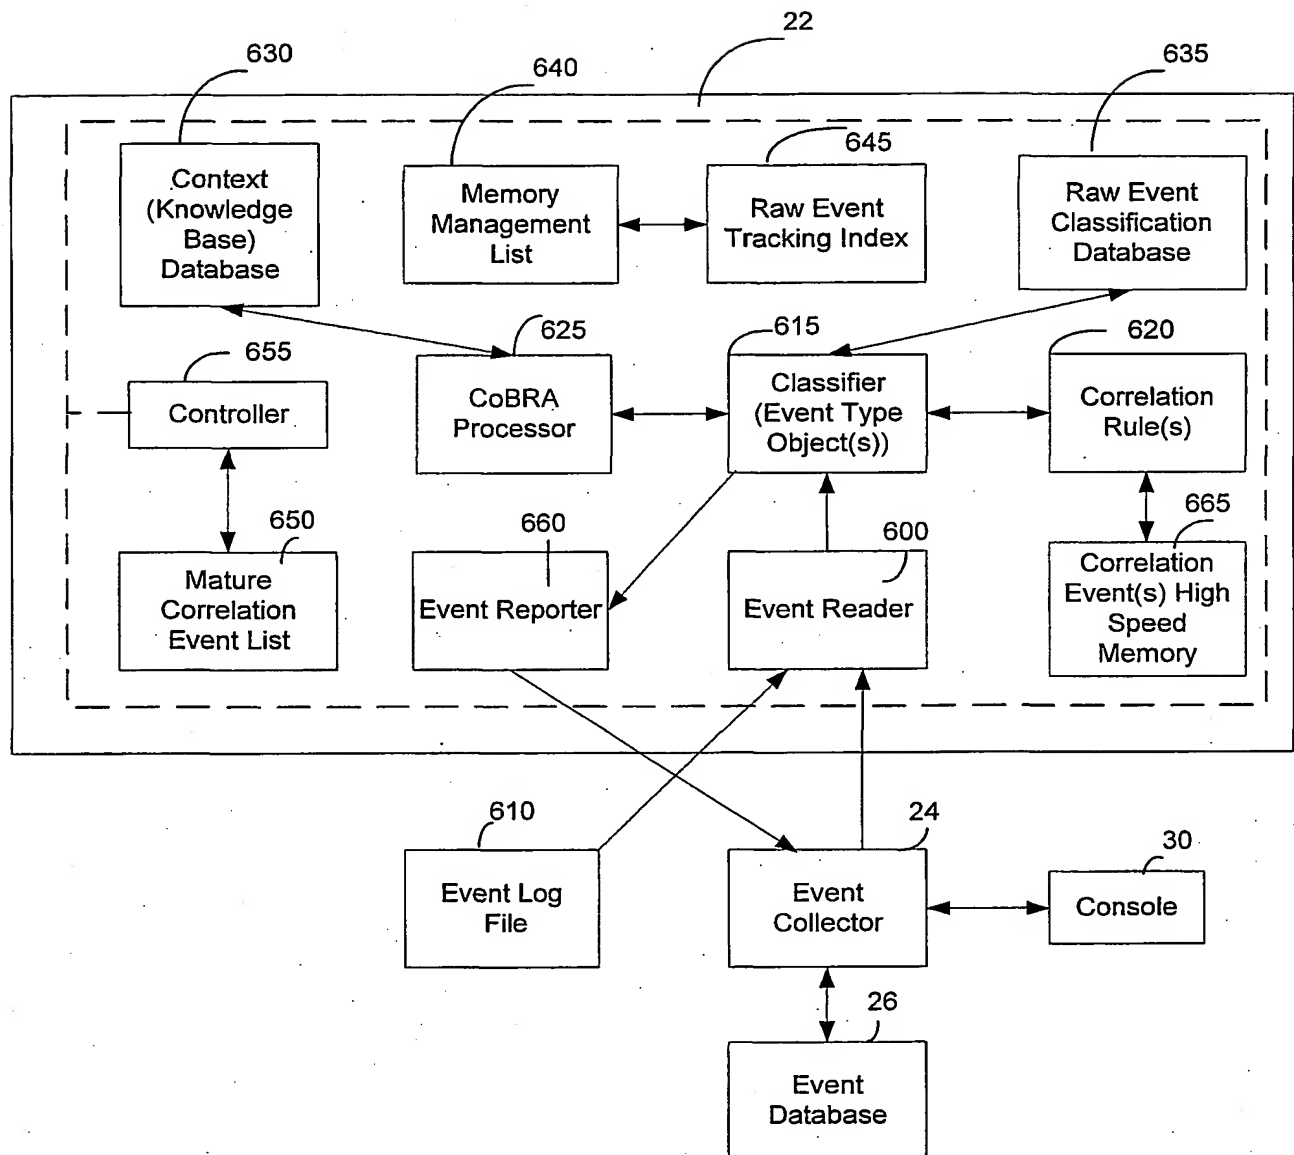 22
630
640
635
645
Context
(Knowledge
Base)
Database
Memory
Management
List
Raw Event
Tracking Index
Raw Event
Classification
Database
625
615
620
655
Controller
CoBRA
Processor
Classifier
(Event Type
Object(s))
Correlation
Rule(s)
650
660
600
665
Mature
Correlation
Event List
Event Reporter
Event Reader
Correlation
Event(s) High
Speed
Memory
610
24
30
Event Log
File
Event
Collector
Console
26
Event
Database